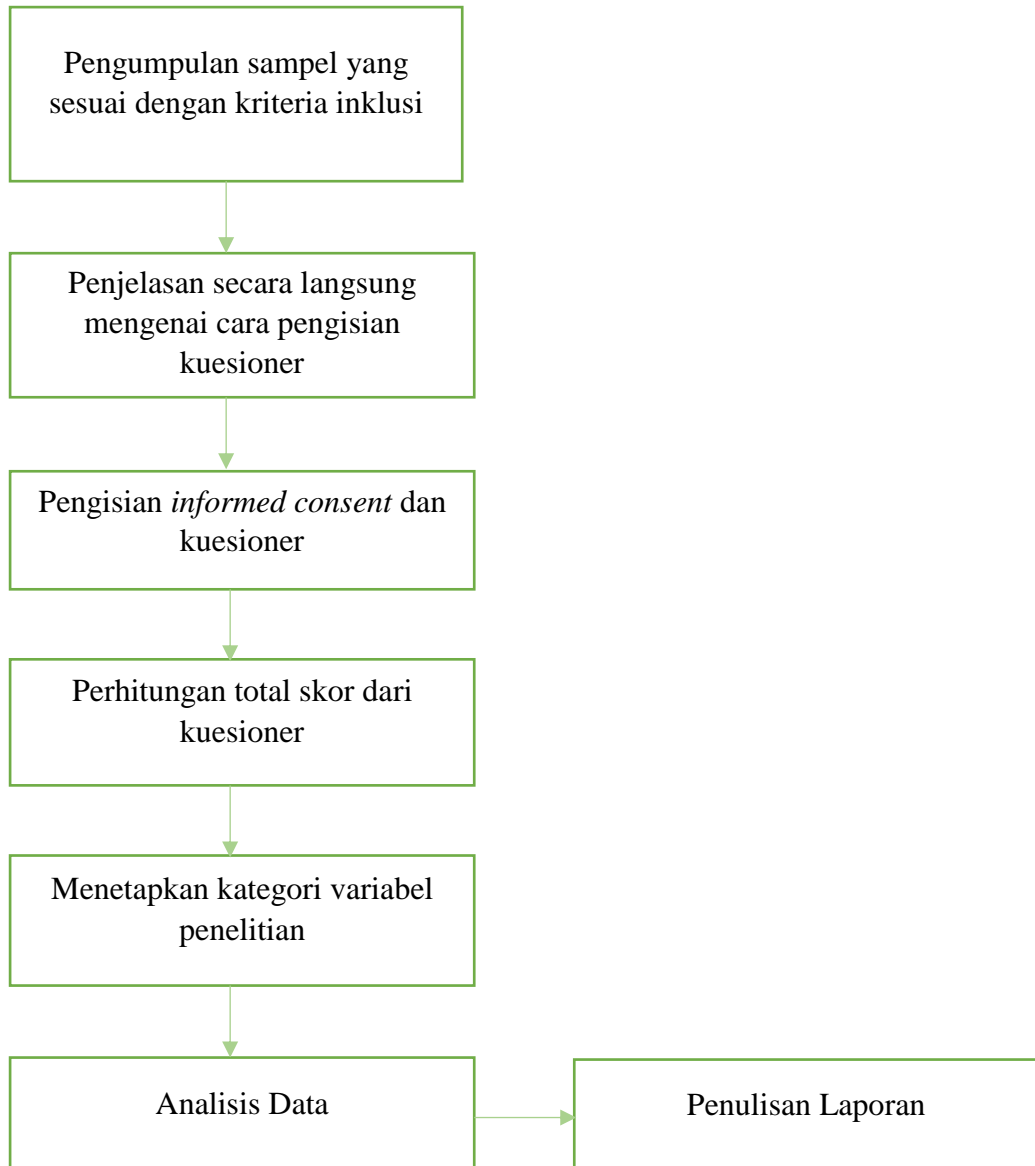 Pengumpulan sampel yang
sesuai dengan kriteria inklusi
Penjelasan secara langsung
mengenai cara pengisian
kuesioner
Pengisian informed consent dan
kuesioner
Perhitungan total skor dari
kuesioner
Menetapkan kategori variabel
penelitian
Analisis Data
Penulisan Laporan